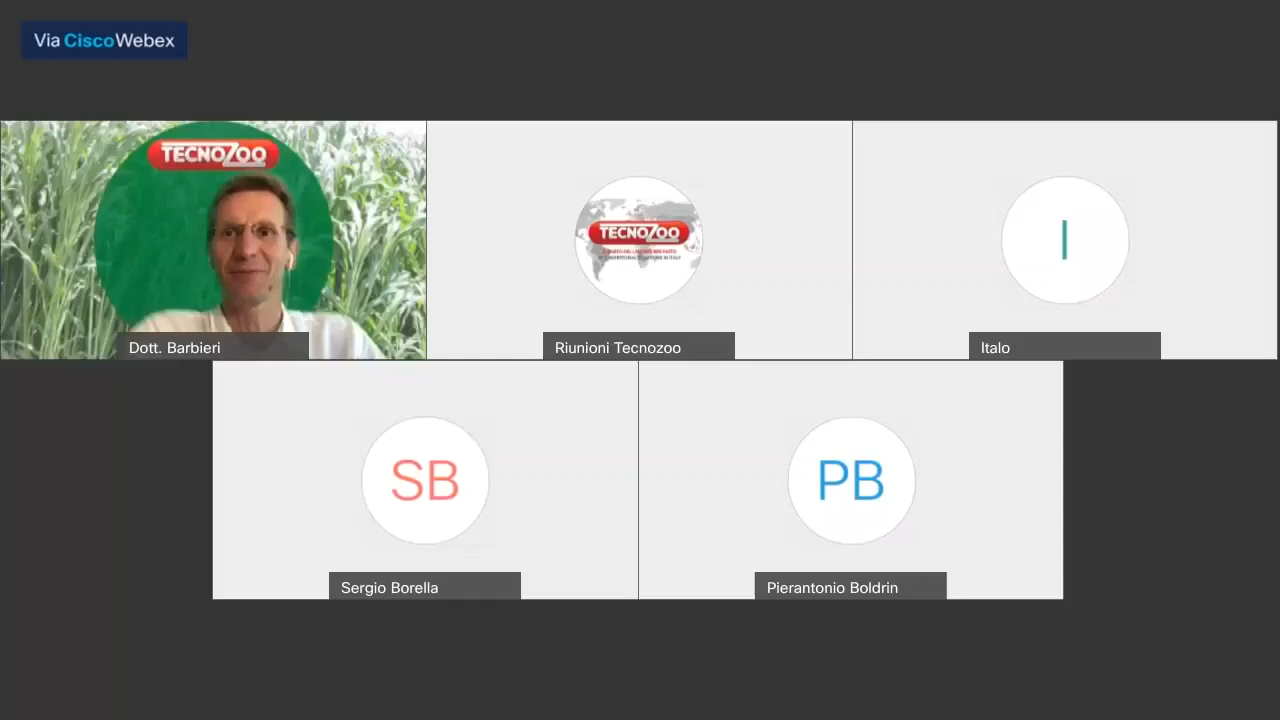 Via CiscoWebex
TECNOZOO
Dott. Barbieri
TECNOZOO
Riunioni Tecnozoo
I
Italo
SB
Sergio Borella
PB
Pierantonio Boldrin